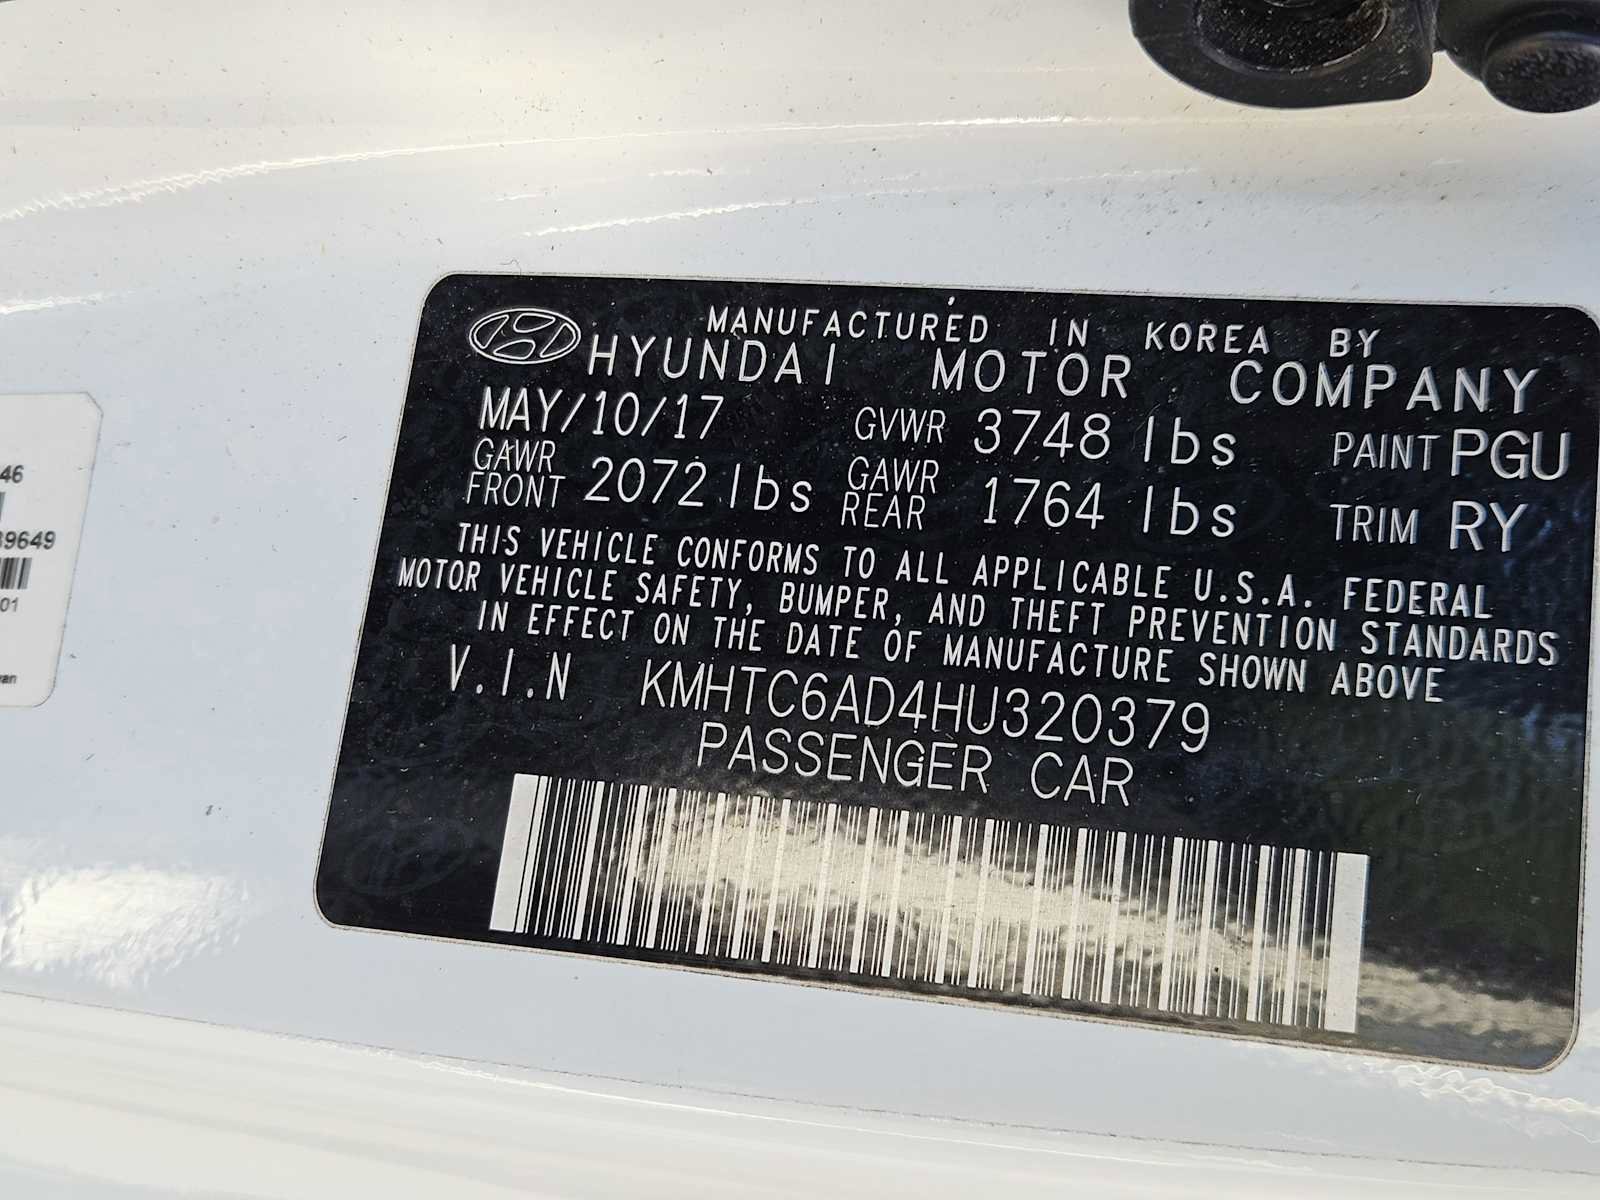 MANUFACTURED IN KOREA BY
HYUNDAI MOTOR COMPANY
MAY/10/17 GVWR 3748 lbs PAINT PGU
GAWR FRONT 2072 lbs GAWR REAR 1764 lbs TRIM RY
THIS VEHICLE CONFORMS TO ALL APPLICABLE U.S.A. FEDERAL
MOTOR VEHICLE SAFETY, BUMPER, AND THEFT PREVENTION STANDARDS
IN EFFECT ON THE DATE OF MANUFACTURE SHOWN ABOVE
V.I.N KMHTC6AD4HU320379
PASSENGER CAR
46
39649
01